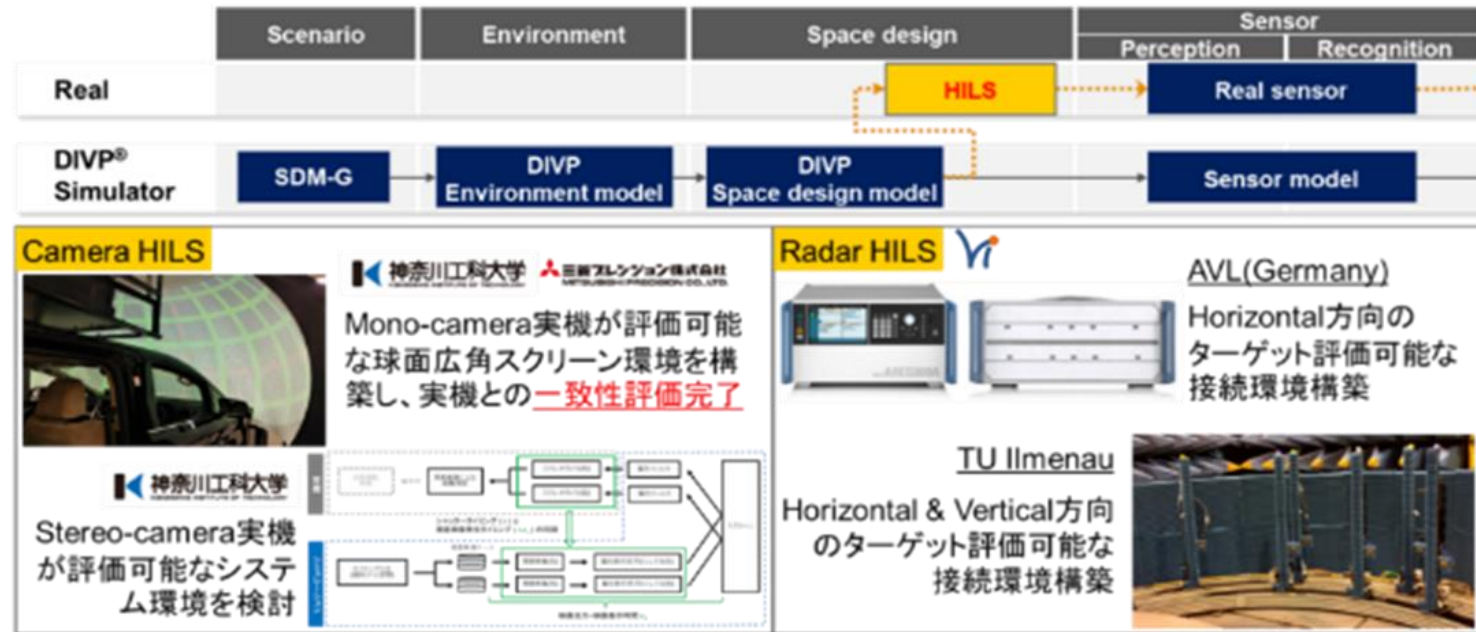 Scenario
Environment
Space design
Sensor
Perception
Recognition
Real
HILS
Real sensor
DIVP®
Simulator
SDM-G
DIVP
Environment model
DIVP
Space design model
Sensor model
Camera HILS
神奈川工科大学
三菱プレシジョン株式会社
MITSUBISHI PRECISION CO., LTD.
Mono-camera実機が評価可能
な球面広角スクリーン環境を構
築し、実機との一致性評価完了
神奈川工科大学
Stereo-camera実機
が評価可能なシステ
ム環境を検討
Radar HILS
Vi
AVL(Germany)
Horizontal方向の
ターゲット評価可能な
接続環境構築
TU Ilmenau
Horizontal & Vertical方向
のターゲット評価可能な
接続環境構築